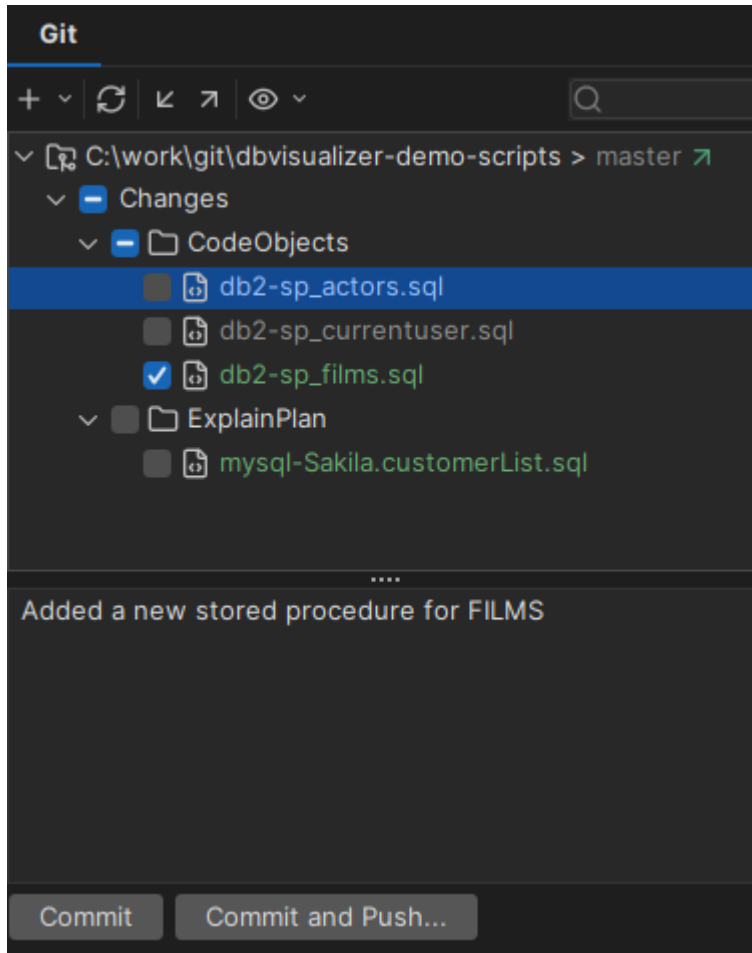 Git
C:\work\git\dbvisualizer-demo-scripts > master
Changes
CodeObjects
db2-sp_actors.sql
db2-sp_currentuser.sql
db2-sp_films.sql
ExplainPlan
mysql-Sakila.customerList.sql
Added a new stored procedure for FILMS
Commit Commit and Push...